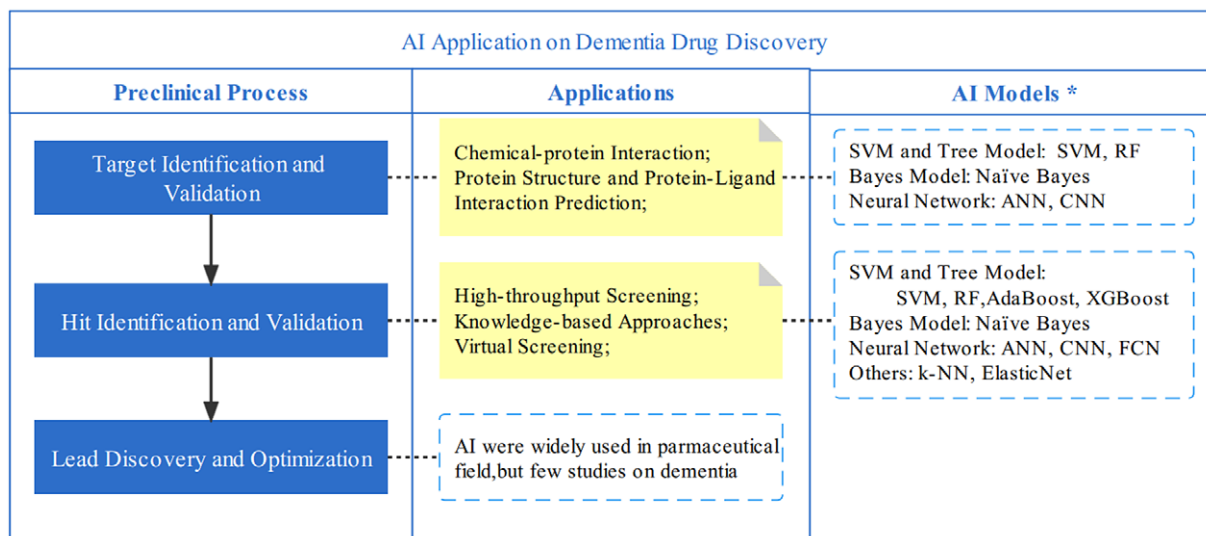 AI Application on Dementia Drug Discovery
Preclinical Process
Applications
AI Models *
Target Identification and
Validation
Chemical-protein Interaction;
Protein Structure and Protein-Ligand
Interaction Prediction;
SVM and Tree Model: SVM, RF
Bayes Model: Naïve Bayes
Neural Network: ANN, CNN
Hit Identification and Validation
High-throughput Screening;
Knowledge-based Approaches;
Virtual Screening;
SVM and Tree Model:
SVM, RF,AdaBoost, XGBoost
Bayes Model: Naïve Bayes
Neural Network: ANN, CNN, FCN
Others: k-NN, ElasticNet
Lead Discovery and Optimization
AI were widely used in parmaceutical
field,but few studies on dementia